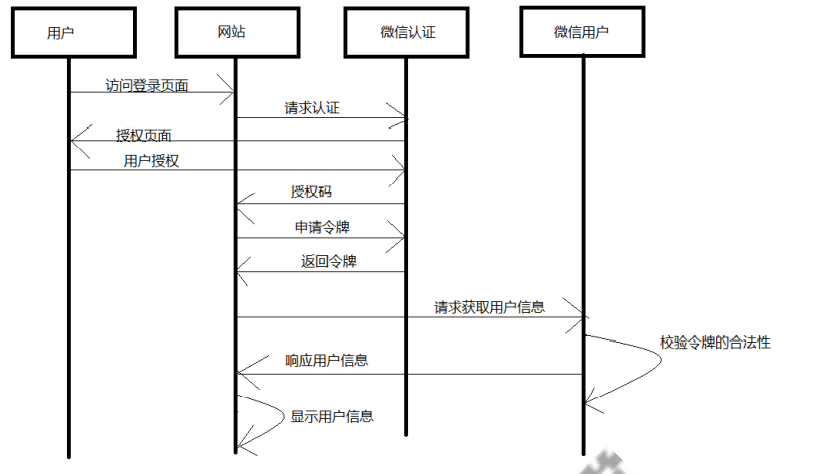 用户
网站
微信认证
微信用户
访问登录页面
请求认证
授权页面
用户授权
授权码
申请令牌
返回令牌
请求获取用户信息
校验令牌的合法性
响应用户信息
显示用户信息